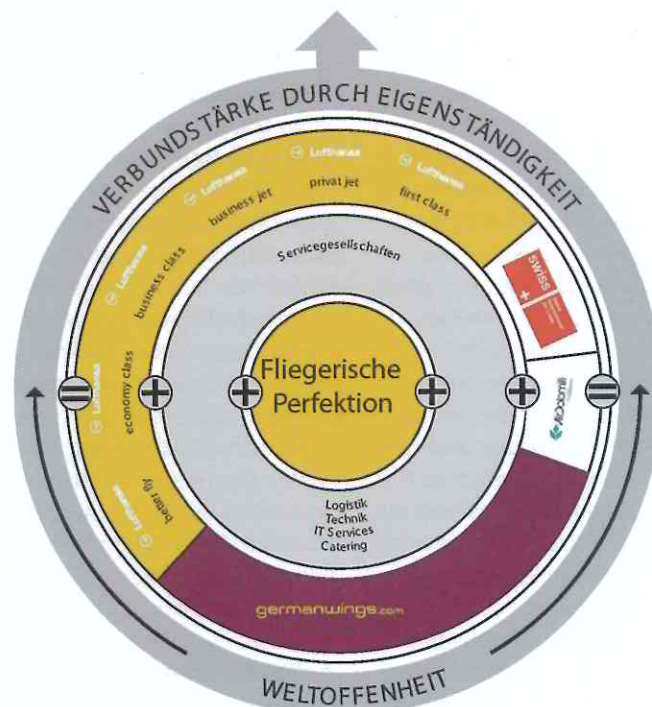 VERBUNDSTÄRKE DURCH EIGENSTÄNDIGKEIT
Lufthansa
better fly
Lufthansa
economy class
Lufthansa
business class
Lufthansa
business jet
Lufthansa
privat jet
Lufthansa
first class
swiss
Servicegesellschaften
Fliegerische
Perfektion
Logistik
Technik
IT Services
Catering
germanwings.com
WELTOFFENHEIT